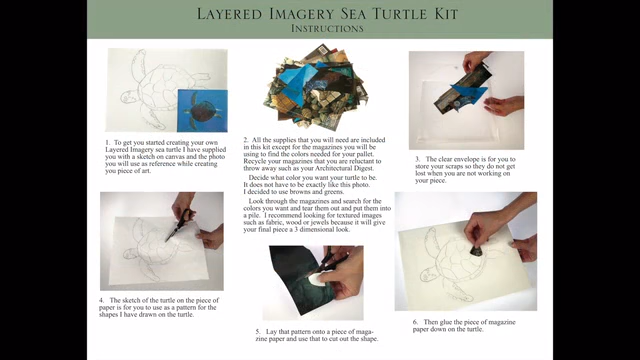 LAYERED IMAGERY SEA TURTLE KIT
INSTRUCTIONS
1. To get you started creating your own
Layered Imagery sea turtle I have supplied
you with a sketch on canvas and the photo
you will use as reference while creating
you piece of art.
2. All the supplies that you will need are included
in this kit except for the magazines you will be
using to find the colors needed for your pallet.
Recycle your magazines that you are reluctant to
throw away such as your Architectural Digest.
Decide what color you want your turtle to be.
It does not have to be exactly like this photo.
I decided to use browns and greens.
Look through the magazines and search for the
colors you want and tear them out and put them into
a pile. I recommend looking for textured images
such as fabric, wood or jewels because it will
give your final piece a 3 dimensional look.
3. The clear envelope is for you to
store your scraps so they do not get
lost when you are not working on
your piece.
4. The sketch of the turtle on the piece of
paper is for you to use as a pattern for the
shapes I have drawn on the turtle.
5. Lay that pattern onto a piece of maga-
zine paper and use that to cut out the shape.
6. Then glue the piece of magazine
paper down on the turtle.